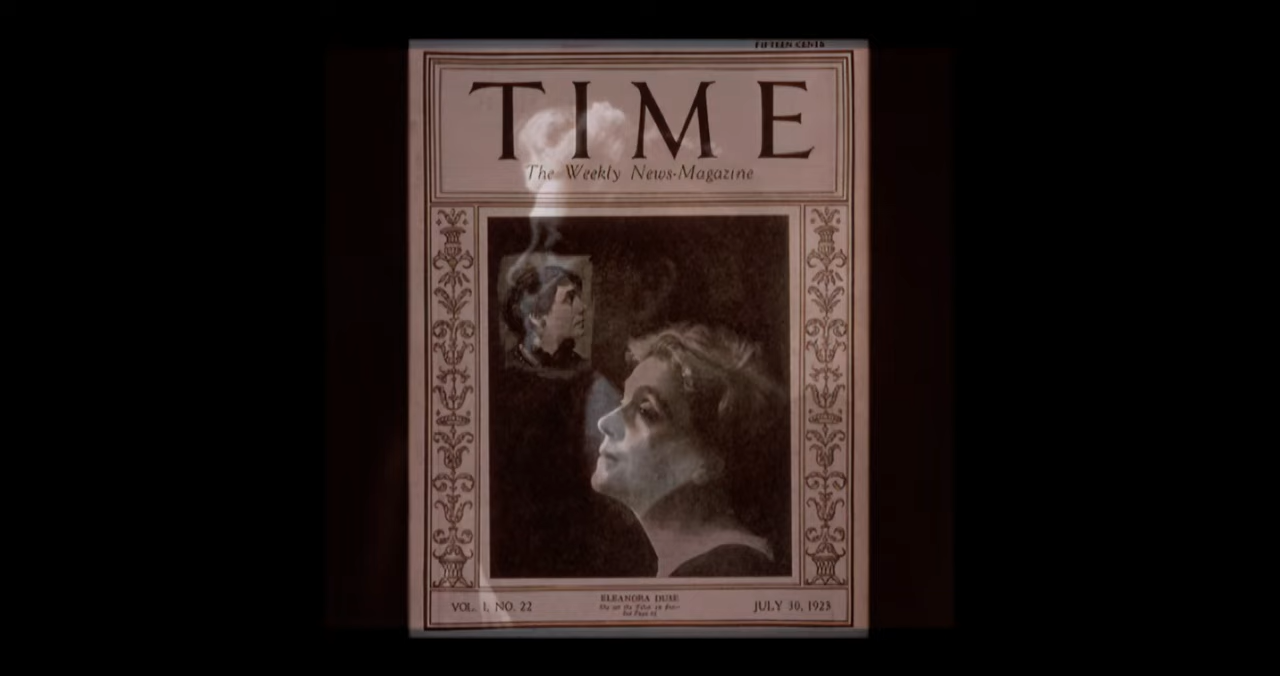 FIFTEEN CENTS
TIME
The Weekly News-Magazine
VOL. I, NO. 22
ELEANORA DUSE
JULY 30, 1923